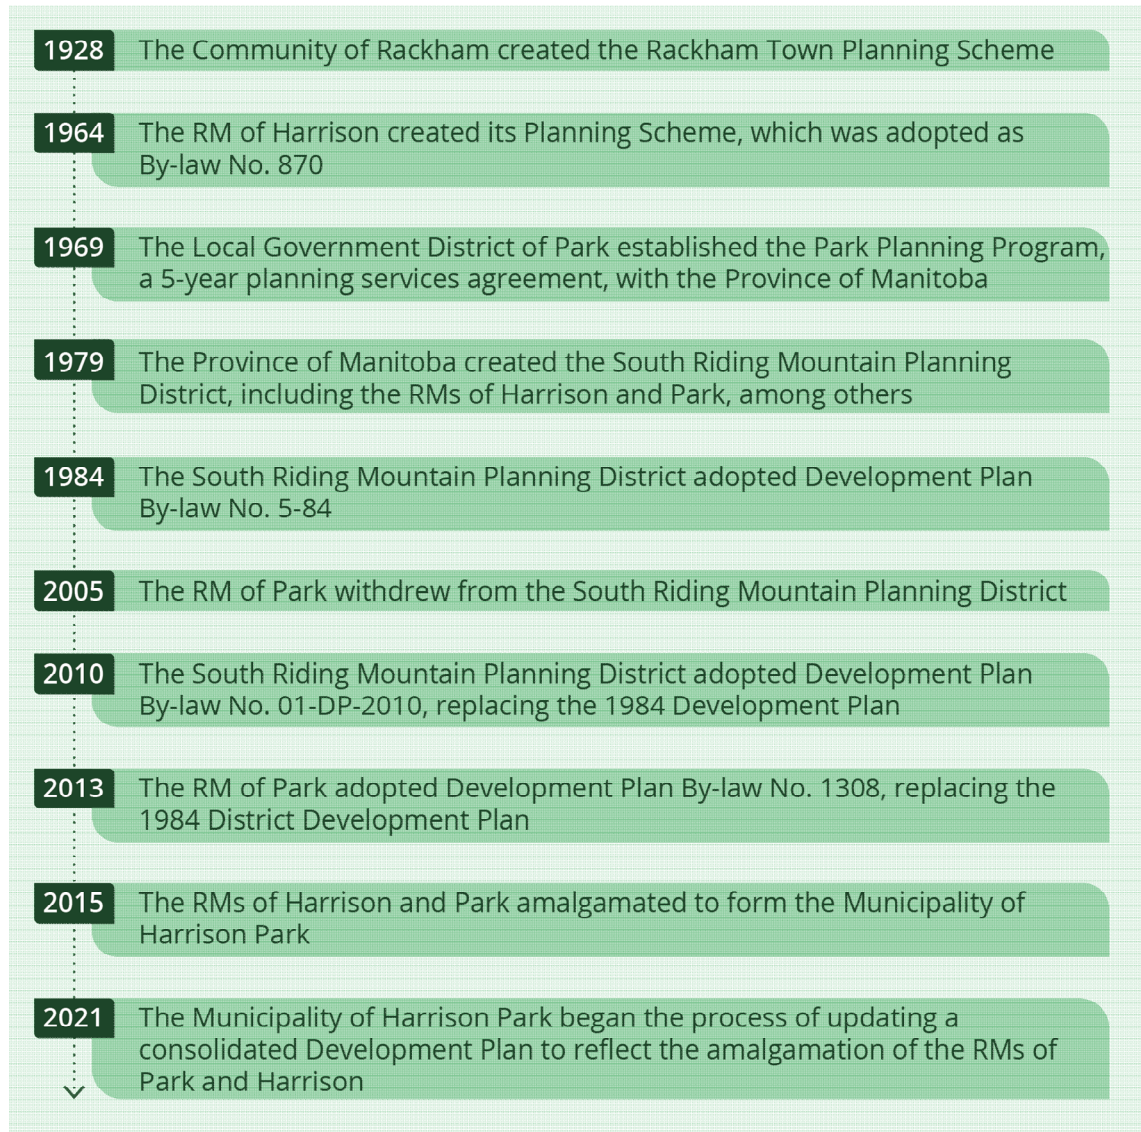 1928
The Community of Rackham created the Rackham Town Planning Scheme
1964
The RM of Harrison created its Planning Scheme, which was adopted as
By-law No. 870
1969
The Local Government District of Park established the Park Planning Program,
a 5-year planning services agreement, with the Province of Manitoba
1979
The Province of Manitoba created the South Riding Mountain Planning
District, including the RMs of Harrison and Park, among others
1984
The South Riding Mountain Planning District adopted Development Plan
By-law No. 5-84
2005
The RM of Park withdrew from the South Riding Mountain Planning District
2010
The South Riding Mountain Planning District adopted Development Plan
By-law No. 01-DP-2010, replacing the 1984 Development Plan
2013
The RM of Park adopted Development Plan By-law No. 1308, replacing the
1984 District Development Plan
2015
The RMs of Harrison and Park amalgamated to form the Municipality of
Harrison Park
2021
The Municipality of Harrison Park began the process of updating a
consolidated Development Plan to reflect the amalgamation of the RMs of
Park and Harrison